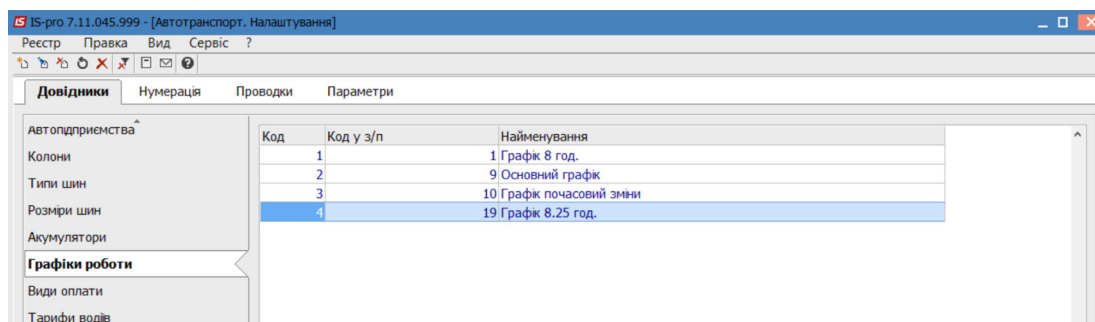 IS-pro 7.11.045.999 - [Автотранспорт. Налаштування]
Реєстр Правка Вид Сервіс ?
Довідники Нумерація Проводки Параметри
Автопідприємства
Колони
Типи шин
Розміри шин
Акумулятори
Графіки роботи
Види оплати
Тарифи водіїв
Код Код у з/п Найменування
1 1 Графік 8 год.
2 9 Основний графік
3 10 Графік почасовий зміни
4 19 Графік 8.25 год.